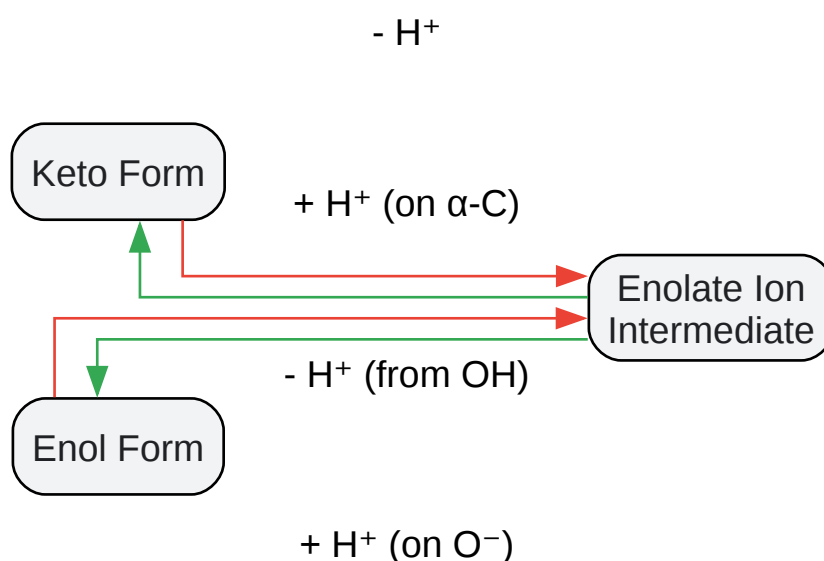 - H⁺
Keto Form
+ H⁺ (on α-C)
Enolate Ion
Intermediate
- H⁺ (from OH)
Enol Form
+ H⁺ (on O⁻)